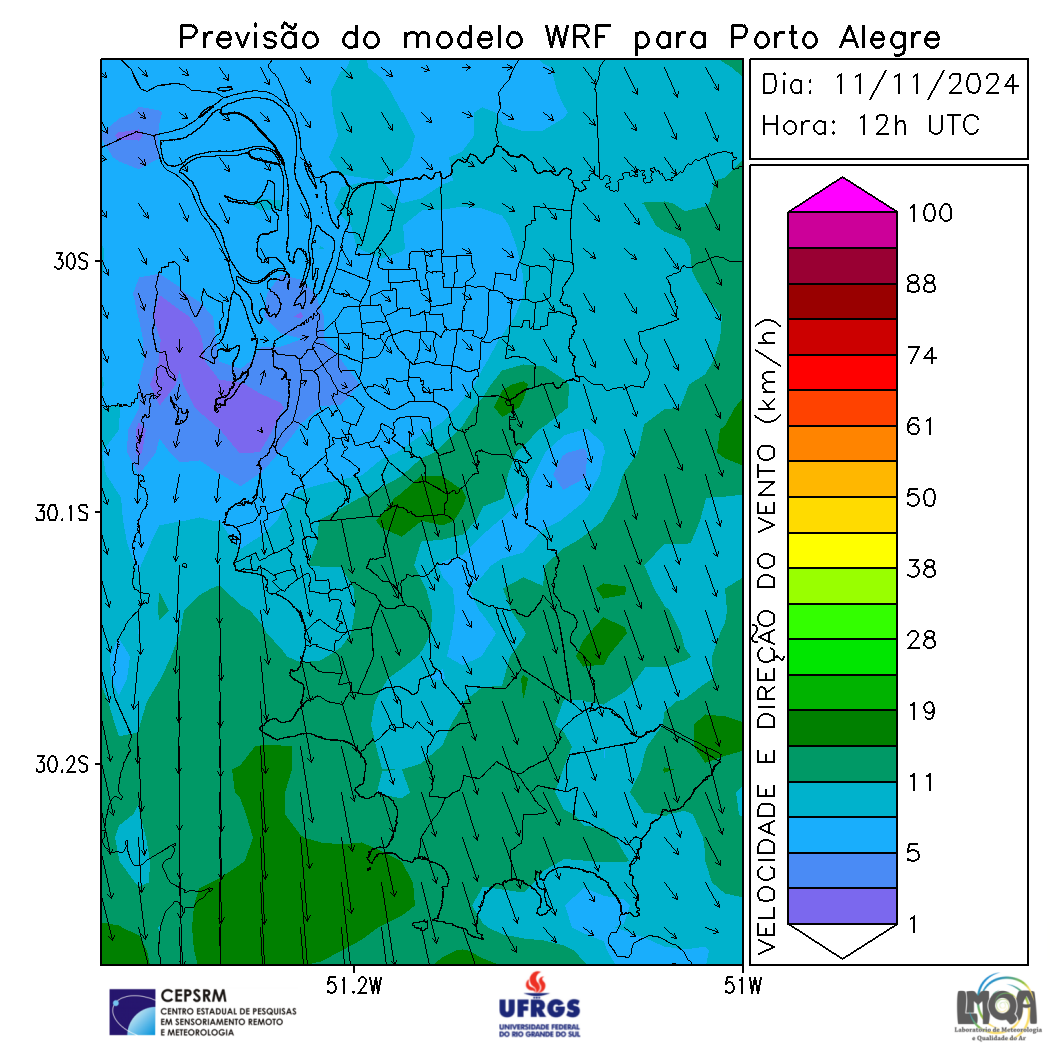 Previsão do modelo WRF para Porto Alegre
Dia: 11/11/2024
Hora: 12h UTC
30S
30.1S
30.2S
51.2W
51W
VELOCIDADE E DIREÇÃO DO VENTO (km/h)
100
88
74
61
50
38
28
19
11
5
1
CEPSRM
CENTRO ESTADUAL DE PESQUISAS
EM SENSORIAMENTO REMOTO
E METEOROLOGIA
UFRGS
UNIVERSIDADE FEDERAL
DO RIO GRANDE DO SUL
LMQA
Laboratório de Meteorologia
e Qualidade do Ar